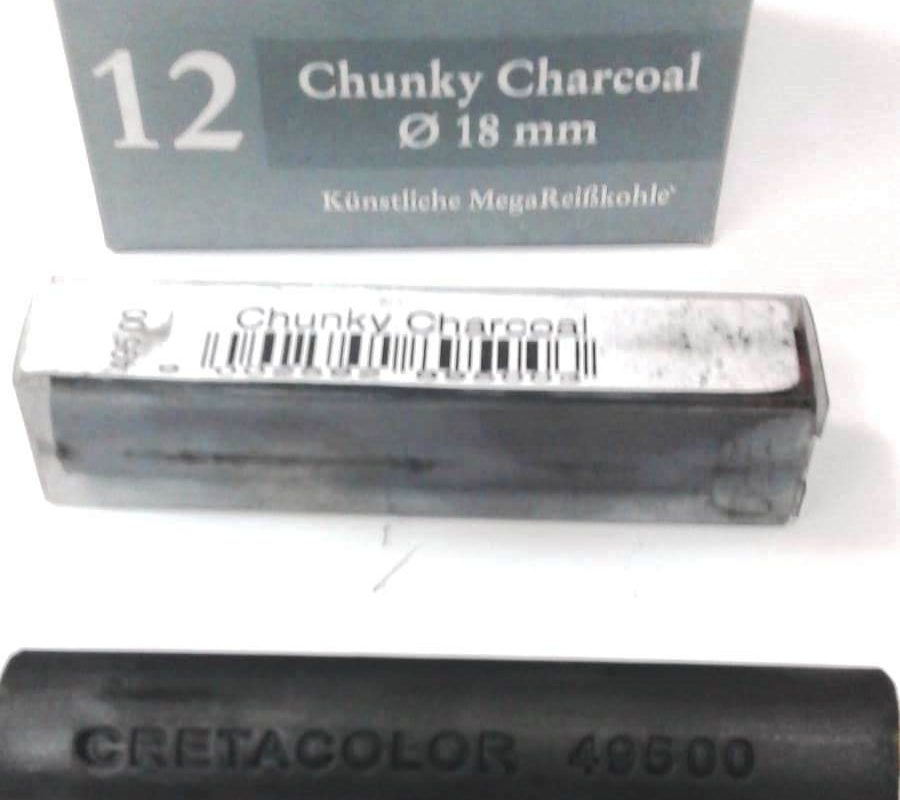 12
Chunky Charcoal
Ø 18 mm
Künstliche MegaReißkohle`
Chunky Charcoal
CRETACOLOR 49500